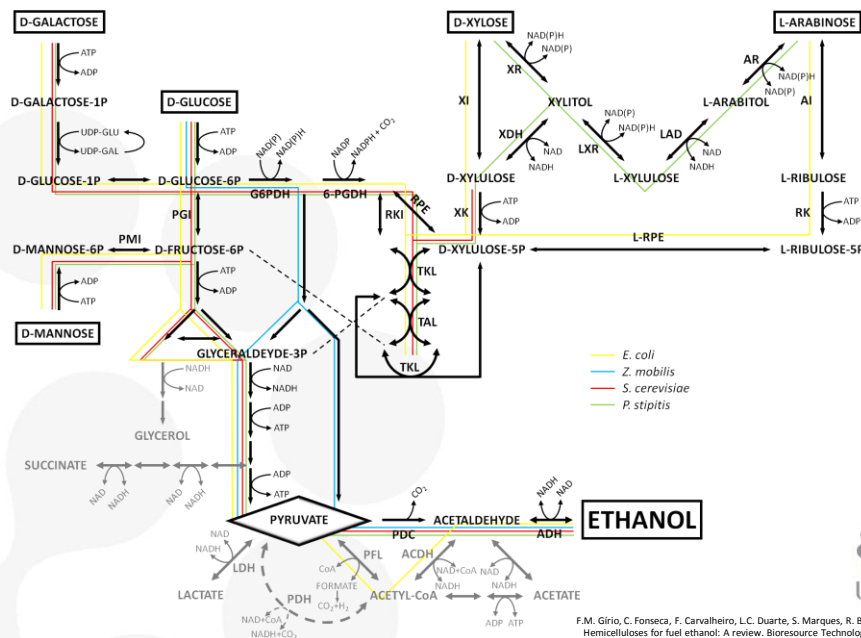 D-GALACTOSE
D-XYLOSE
L-ARABINOSE
ATP
ADP
NAD(P)H
NAD(P)
XR
AR
NAD(P)H
NAD(P)
XI
AI
D-GALACTOSE-1P
D-GLUCOSE
XYLITOL
L-ARABITOL
UDP-GLU
UDP-GAL
ATP
ADP
NAD(P)
NAD(P)H
NADP
NADPH + CO2
XDH
NAD
NADH
NAD(P)
NAD(P)H
LXR
LAD
NAD
NADH
D-GLUCOSE-1P
D-GLUCOSE-6P
G6PDH
6-PGDH
D-XYLULOSE
L-XYLULOSE
L-RIBULOSE
PGI
RKI
RPE
XK
ATP
ADP
RK
ATP
ADP
PMI
L-RPE
D-MANNOSE-6P
D-FRUCTOSE-6P
D-XYLULOSE-5P
L-RIBULOSE-5P
ADP
ATP
ATP
ADP
TKL
D-MANNOSE
TAL
GLYCERALDEYDE-3P
TKL
NADH
NAD
NAD
NADH
E. coli
Z. mobilis
S. cerevisiae
P. stipitis
ADP
ATP
GLYCEROL
SUCCINATE
NAD
NADH
NAD
NADH
ADP
ATP
CO2
NADH
NAD
PYRUVATE
PDC
ACETALDEHYDE
ADH
ETHANOL
NAD
NADH
LDH
LACTATE
PDH
NAD+CoA
NADH+CO2
PFL
CoA
FORMATE
CO2+H2
ACDH
NAD+CoA
NADH
ACETYL-CoA
NAD
NADH
ACETATE
ADP
ATP
F.M. Gírio, C. Fonseca, F. Carvalheiro, L.C. Duarte, S. Marques, R.
Hemicelluloses for fuel ethanol: A review. Bioresource